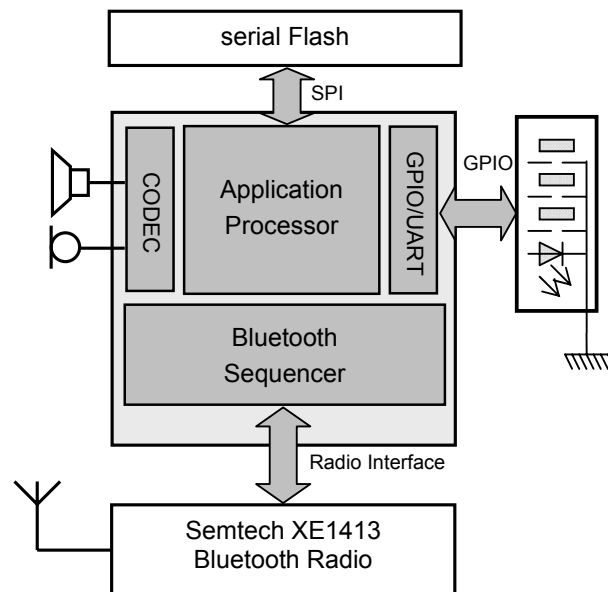 serial Flash
SPI
CODEC
Application
Processor
GPIO/UART
GPIO
Bluetooth
Sequencer
Radio Interface
Semtech XE1413
Bluetooth Radio